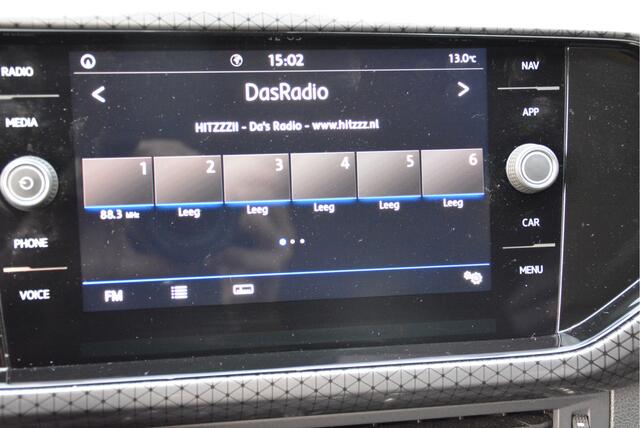 15:02
13.0°C
RADIO
MEDIA
PHONE
VOICE
NAV
APP
CAR
MENU
DasRadio
HITZZZ!! - Da's Radio - www.hitzzz.nl
1 2 3 4 5 6
88.3 MHz Leeg Leeg Leeg Leeg Leeg
FM